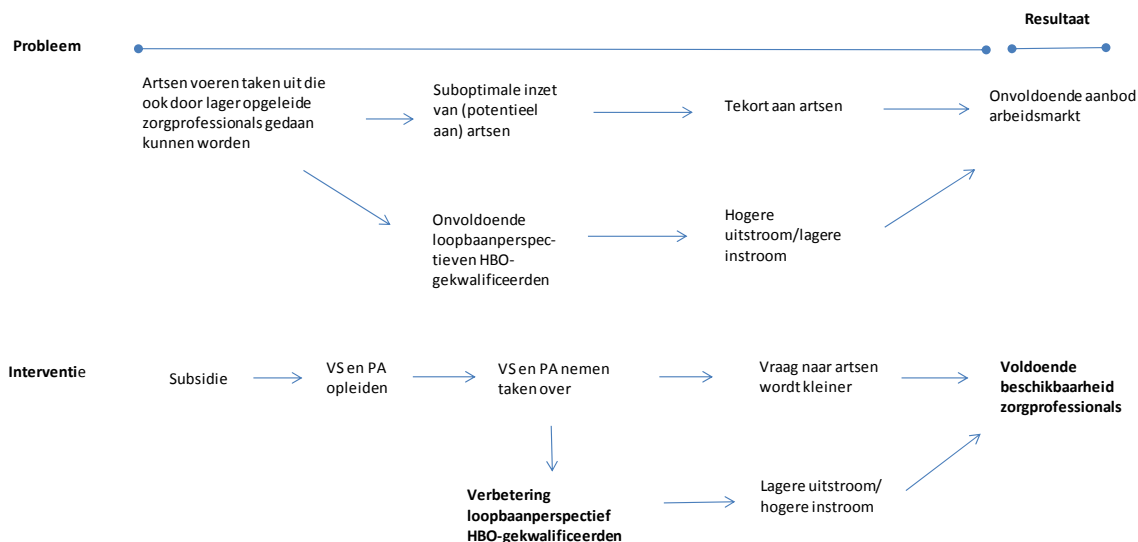 Resultaat
Probleem
Artsen voeren taken uit die
ook door lager opgeleide
zorgprofessionals gedaan
kunnen worden
Suboptimale inzet
van (potentieel
aan) artsen
Tekort aan artsen
Onvoldoende aanbod
arbeidsmarkt
Onvoldoende
loopbaanperspec-
tieven HBO-
gekwalificeerden
Hogere
uitstroom/lagere
instroom
Interventie
Subsidie
VS en PA
opleiden
VS en PA nemen
taken over
Vraag naar artsen
wordt kleiner
Voldoende
beschikbaarheid
zorgprofessionals
Verbetering
loopbaanperspectief
HBO-gekwalificeerden
Lagere uitstroom/
hogere instroom